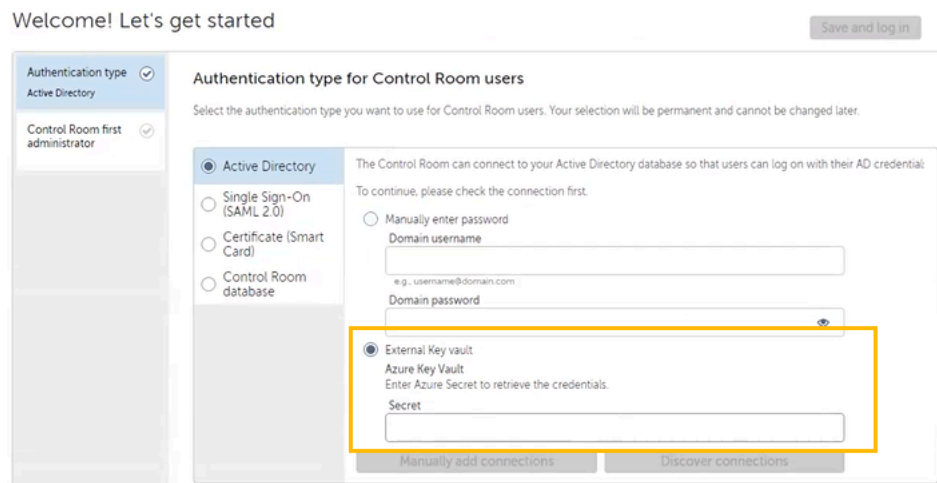 Welcome! Let's get started
Save and log in
Authentication type
Active Directory
Control Room first
administrator
Authentication type for Control Room users
Select the authentication type you want to use for Control Room users. Your selection will be permanent and cannot be changed later.
Active Directory
Single Sign-On
(SAML 2.0)
Certificate (Smart
Card)
Control Room
database
The Control Room can connect to your Active Directory database so that users can log on with their AD credential
To continue, please check the connection first.
Manually enter password
Domain username
e.g., username@domain.com
Domain password
External Key vault
Azure Key Vault
Enter Azure Secret to retrieve the credentials.
Secret
Manually add connections
Discover connections